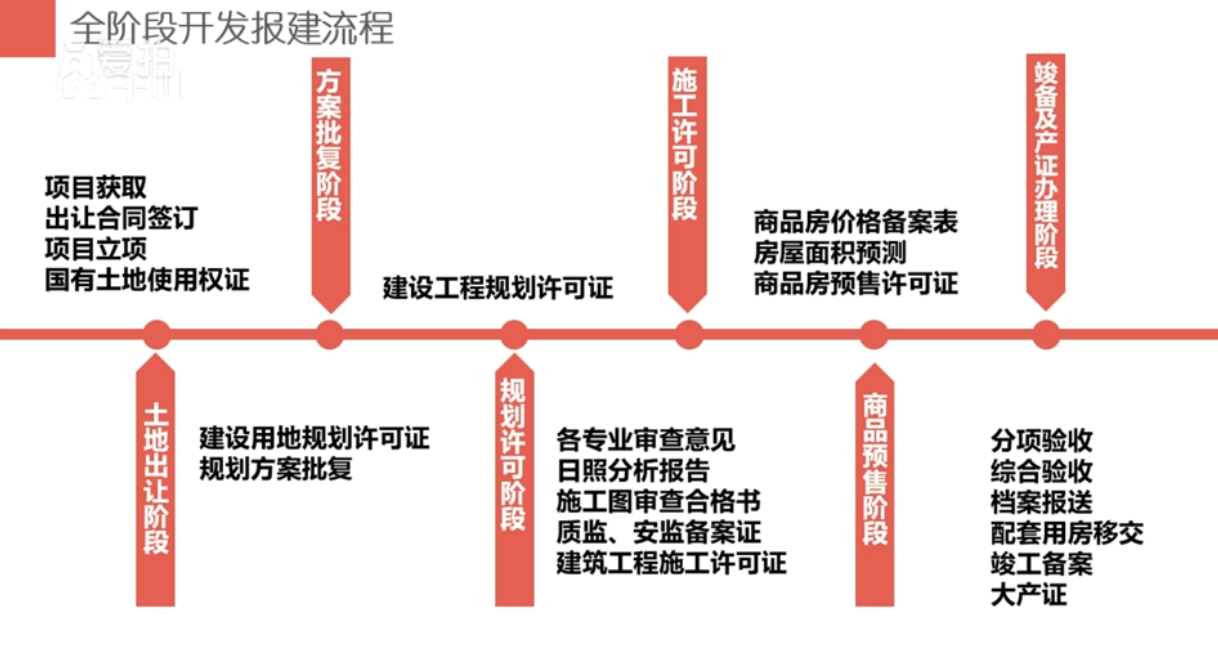 全阶段开发报建流程
项目获取
出让合同签订
项目立项
国有土地使用权证
土地出让阶段
方案批复阶段
建设用地规划许可证
规划方案批复
建设工程规划许可证
规划许可阶段
施工许可阶段
各专业审查意见
日照分析报告
施工图审查合格书
质监、安监备案证
建筑工程施工许可证
商品房价格备案表
房屋面积预测
商品房预售许可证
商品预售阶段
竣备及产证办理阶段
分项验收
综合验收
档案报送
配套用房移交
竣工备案
大产证